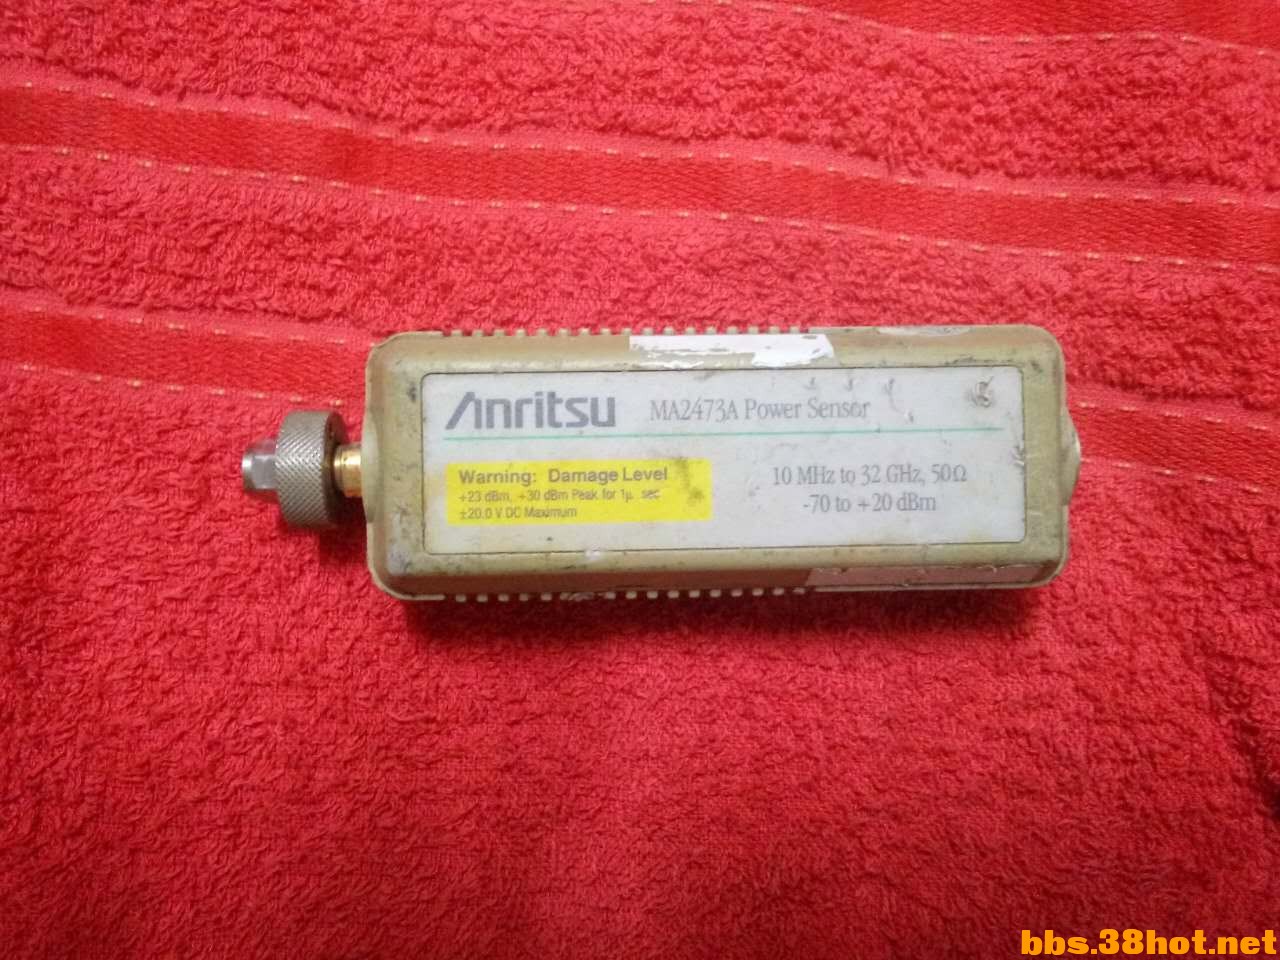 Anritsu MA2473A Power Sensor
Warning: Damage Level
+23 dBm, +30 dBm Peak for 1µ. sec
±20.0 V DC Maximum
10 MHz to 32 GHz, 50Ω
-70 to +20 dBm
bbs.38hot.net